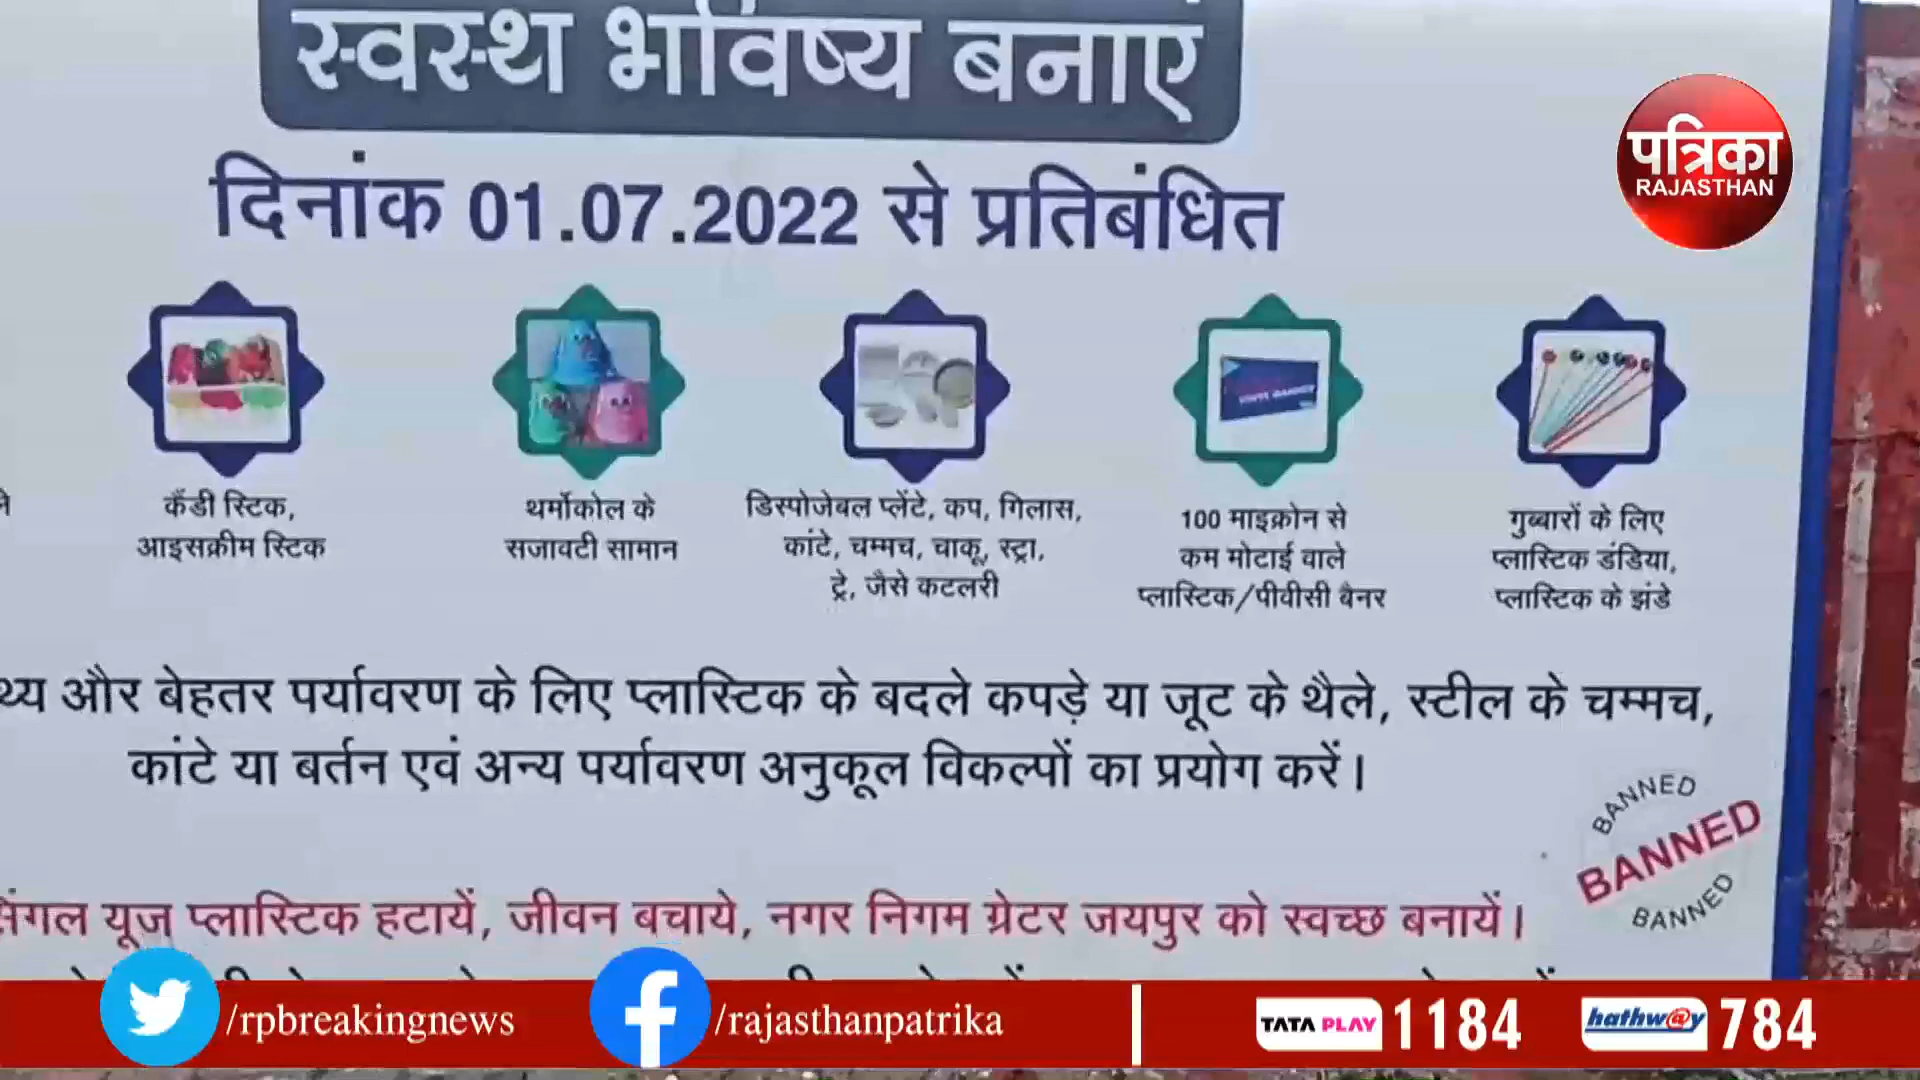 स्वस्थ भविष्य बनाएं
दिनांक 01.07.2022 से प्रतिबंधित
पत्रिका
RAJASTHAN
कैंडी स्टिक,
आइसक्रीम स्टिक
थर्मोकोल के
सजावटी सामान
डिस्पोजेबल प्लेंटे, कप, गिलास,
कांटे, चम्मच, चाकू, स्ट्रा,
ट्रे, जैसे कटलरी
100 माइक्रोन से
कम मोटाई वाले
प्लास्टिक/पीवीसी बैनर
गुब्बारों के लिए
प्लास्टिक डंडिया,
प्लास्टिक के झंडे
और बेहतर पर्यावरण के लिए प्लास्टिक के बदले कपड़े या जूट के थैले, स्टील के चम्मच,
कांटे या बर्तन एवं अन्य पर्यावरण अनुकूल विकल्पों का प्रयोग करें।
BANNED
BANNED
BANNED
यूज प्लास्टिक हटायें, जीवन बचाये, नगर निगम ग्रेटर जयपुर को स्वच्छ बनायें।
/rpbreakingnews
/rajasthanpatrika
TATA PLAY 1184
hathw@y 784